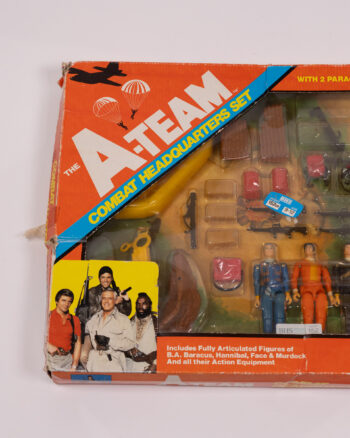 WITH 2 PARA
THE
A-TEAM
COMBAT HEADQUARTERS SET
Includes Fully Articulated Figures of
B.A. Baracus, Hannibal, Face & Murdock
And all their Action Equipment